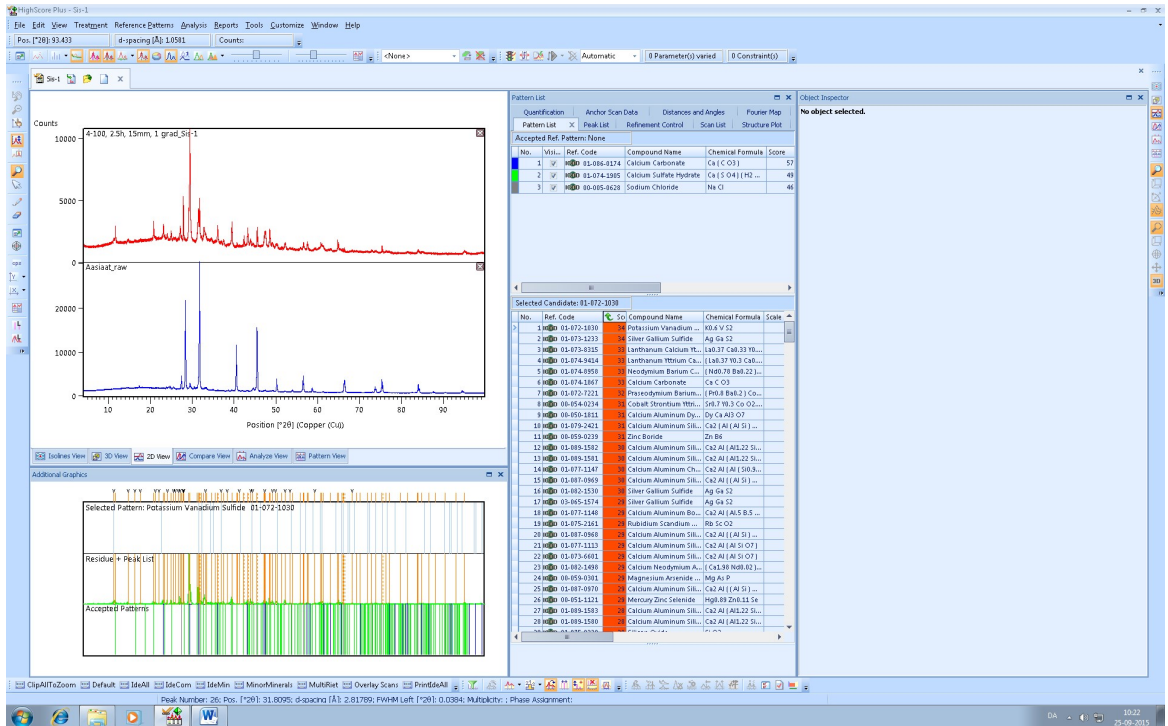 HighScore Plus - Sis-1
File Edit View Treatment Reference Patterns Analysis Reports Tools Customize Window Help
Pos. [°2θ]: 93.433 d-spacing [Å]: 1.0581 Counts:
<None> Automatic 0 Parameter(s) varied 0 Constraint(s)
Sis-1
Counts
4-100, 2.5h, 15mm, 1 grad_Sis-1
10000
5000
0
Aasiaat_raw
20000
10000
0
10 20 30 40 50 60 70 80 90
Position [°2θ] (Copper (Cu))
Isolines View 3D View 2D View Compare View Analyze View Pattern View
Additional Graphics
Selected Pattern: Potassium Vanadium Sulfide 01-072-1030
Residue + Peak List
Accepted Patterns
Pattern List
Quantification Anchor Scan Data Distances and Angles Fourier Map
Pattern List Peak List Refinement Control Scan List Structure Plot
Accepted Ref. Pattern: None
No. Visi... Ref. Code Compound Name Chemical Formula Score
1 01-086-0174 Calcium Carbonate Ca ( C O3 ) 57
2 01-074-1905 Calcium Sulfate Hydrate Ca ( S O4 ) ( H2 ... 49
3 00-005-0628 Sodium Chloride Na Cl 46
Selected Candidate: 01-072-1030
No. Ref. Code Sc Compound Name Chemical Formula Scale
1 01-072-1030 34 Potassium Vanadium ... K0.6 V S2
2 01-073-1233 34 Silver Gallium Sulfide Ag Ga S2
3 01-073-8315 33 Lanthanum Calcium Yt... La0.37 Ca0.33 Y0....
4 01-074-9414 33 Lanthanum Yttrium Ca... ( La0.37 Y0.3 Ca0...
5 01-074-8958 33 Neodymium Barium C... ( Nd0.78 Ba0.22 )...
6 01-074-1867 33 Calcium Carbonate Ca C O3
7 01-072-7221 32 Praseodymium Barium... ( Pr0.8 Ba0.2 ) Co...
8 00-054-0234 31 Cobalt Strontium Yttri... Sr0.7 Y0.3 Co O2....
9 00-050-1811 31 Calcium Aluminum Dy... Dy Ca Al3 O7
10 01-079-2421 31 Calcium Aluminum Sili... Ca2 ( Al ( Al Si ) ...
11 00-059-0239 31 Zinc Boride Zn B6
12 01-089-1582 30 Calcium Aluminum Sili... Ca2 Al ( Al1.22 Si...
13 01-089-1581 30 Calcium Aluminum Sili... Ca2 Al ( Al1.22 Si...
14 01-077-1147 30 Calcium Aluminum Ch... Ca2 Al ( Al ( Si0.9...
15 01-087-0969 30 Calcium Aluminum Sili... Ca2 Al ( ( Al Si ) ...
16 01-082-1530 30 Silver Gallium Sulfide Ag Ga S2
17 03-065-1574 29 Silver Gallium Sulfide Ag Ga S2
18 01-077-1148 29 Calcium Aluminum Bo... Ca2 Al ( Al.5 B.5 ...
19 01-075-2161 29 Rubidium Scandium ... Rb Sc O2
20 01-087-0968 29 Calcium Aluminum Sili... Ca2 Al ( ( Al Si ) ...
21 01-077-1113 29 Calcium Aluminum Sili... Ca2 Al ( Al Si O7 )
22 01-073-6601 29 Calcium Aluminum Sili... Ca2 Al ( Al Si O7 )
23 01-082-1498 29 Calcium Neodymium A... ( Ca1.98 Nd0.02 )...
24 00-059-0301 29 Magnesium Arsenide ... Mg As P
25 01-087-0970 29 Calcium Aluminum Sili... Ca2 Al ( ( Al Si ) ...
26 00-051-1121 29 Mercury Zinc Selenide Hg0.89 Zn0.11 Se
27 01-089-1583 28 Calcium Aluminum Sili... Ca2 Al ( Al1.22 Si...
28 01-089-1580 28 Calcium Aluminum Sili... Ca2 Al ( Al1.22 Si...
Object Inspector
No object selected.
3D
ClipAllToZoom Default IdeAll IdeCom IdeMin MinorMinerals MultiRiet Overlay Scans PrintIdeAll
Peak Number: 26; Pos. [°2θ]: 31.8095; d-spacing [Å]: 2.81789; FWHM Left [°2θ]: 0.0384; Multiplicity: ; Phase Assignment:
DA 10:22
25-09-2015